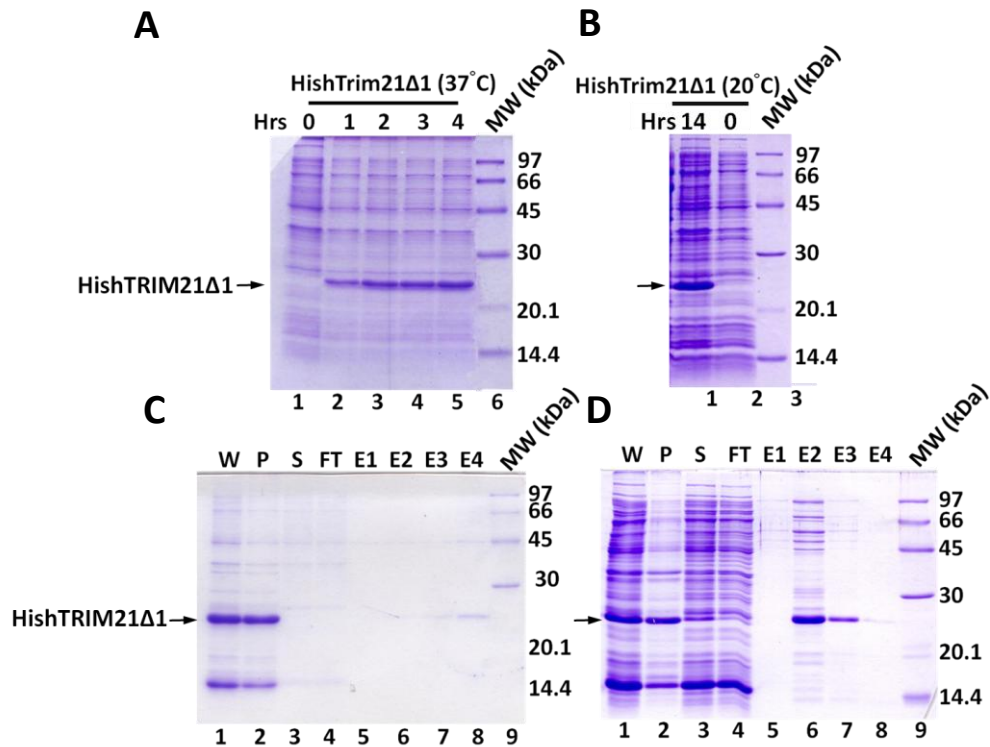 A
B
HishTrim21Δ1 (37°C)
Hrs 0 1 2 3 4 MW (kDa)
HishTrim21Δ1 (20°C)
Hrs 14 0 MW (kDa)
97
66
45
30
20.1
14.4
HishTRIM21Δ1
1 2 3 4 5 6
97
66
45
30
20.1
14.4
1 2 3
C
W P S FT E1 E2 E3 E4 MW (kDa)
97
66
45
30
20.1
14.4
HishTRIM21Δ1
1 2 3 4 5 6 7 8 9
D
W P S FT E1 E2 E3 E4 MW (kDa)
97
66
45
30
20.1
14.4
1 2 3 4 5 6 7 8 9